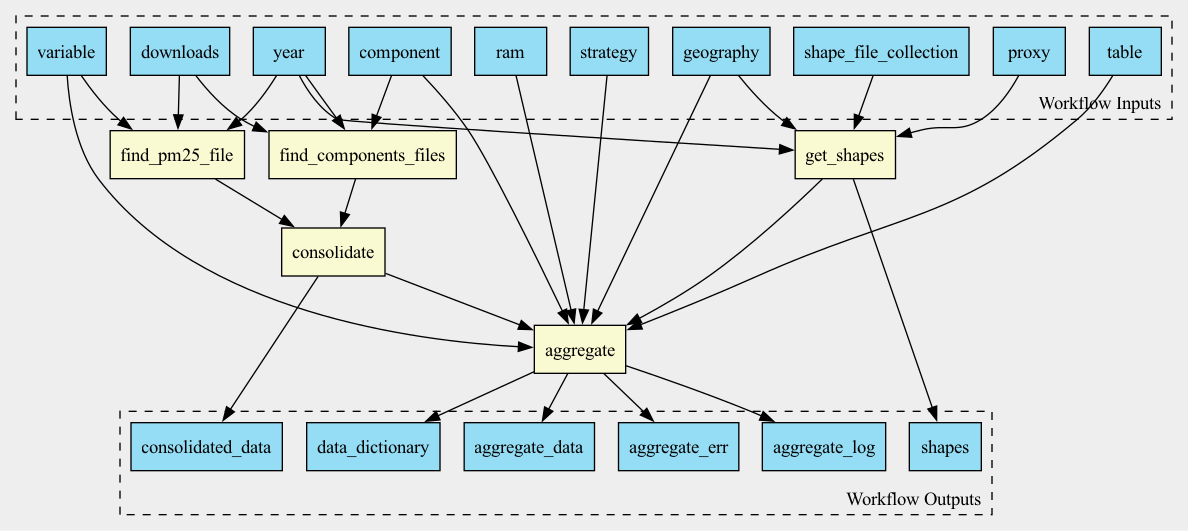 variable
downloads
year
component
ram
strategy
geography
shape_file_collection
proxy
table
Workflow Inputs
find_pm25_file
find_components_files
get_shapes
consolidate
aggregate
consolidated_data
data_dictionary
aggregate_data
aggregate_err
aggregate_log
shapes
Workflow Outputs